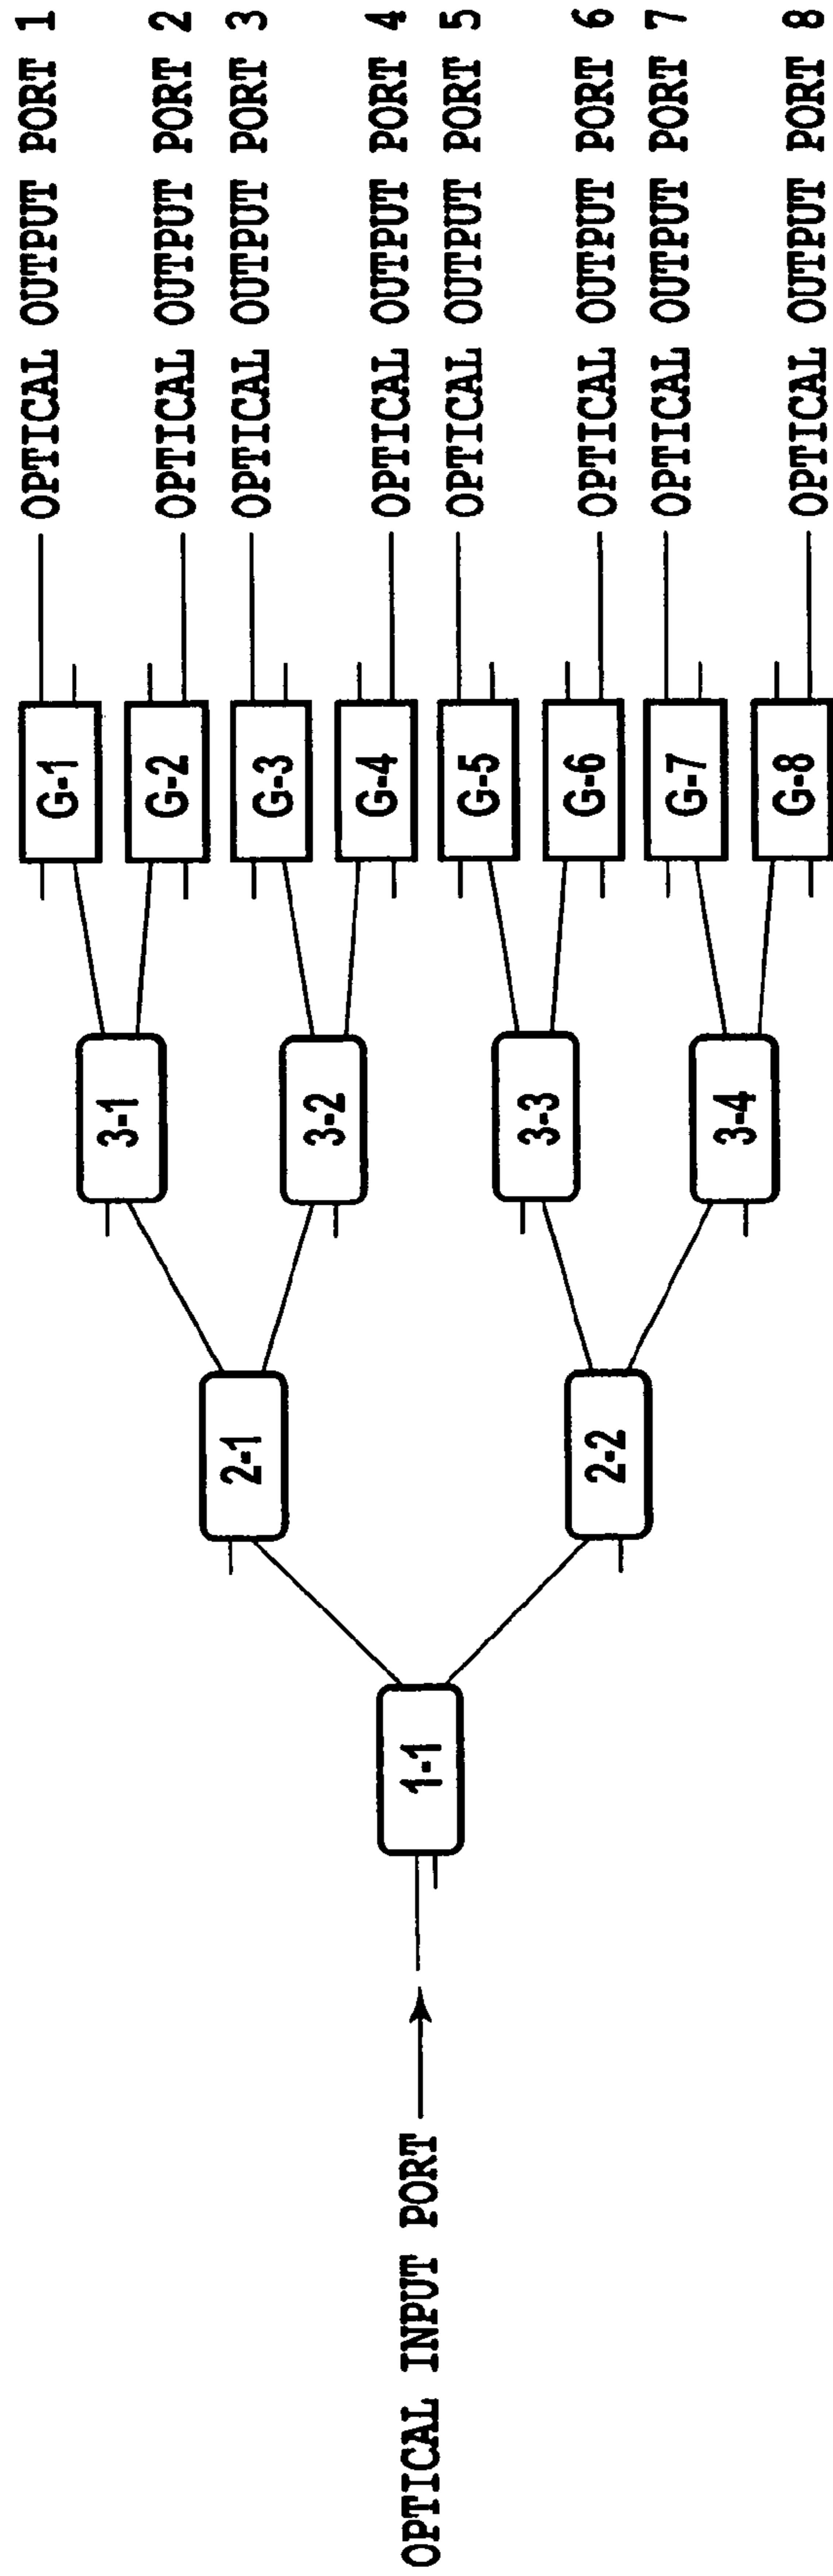 OPTICAL INPUT PORT
1-1
2-1
2-2
3-1
3-2
3-3
3-4
G-1
G-2
G-3
G-4
G-5
G-6
G-7
G-8
OPTICAL OUTPUT PORT 1
OPTICAL OUTPUT PORT 2
OPTICAL OUTPUT PORT 3
OPTICAL OUTPUT PORT 4
OPTICAL OUTPUT PORT 5
OPTICAL OUTPUT PORT 6
OPTICAL OUTPUT PORT 7
OPTICAL OUTPUT PORT 8